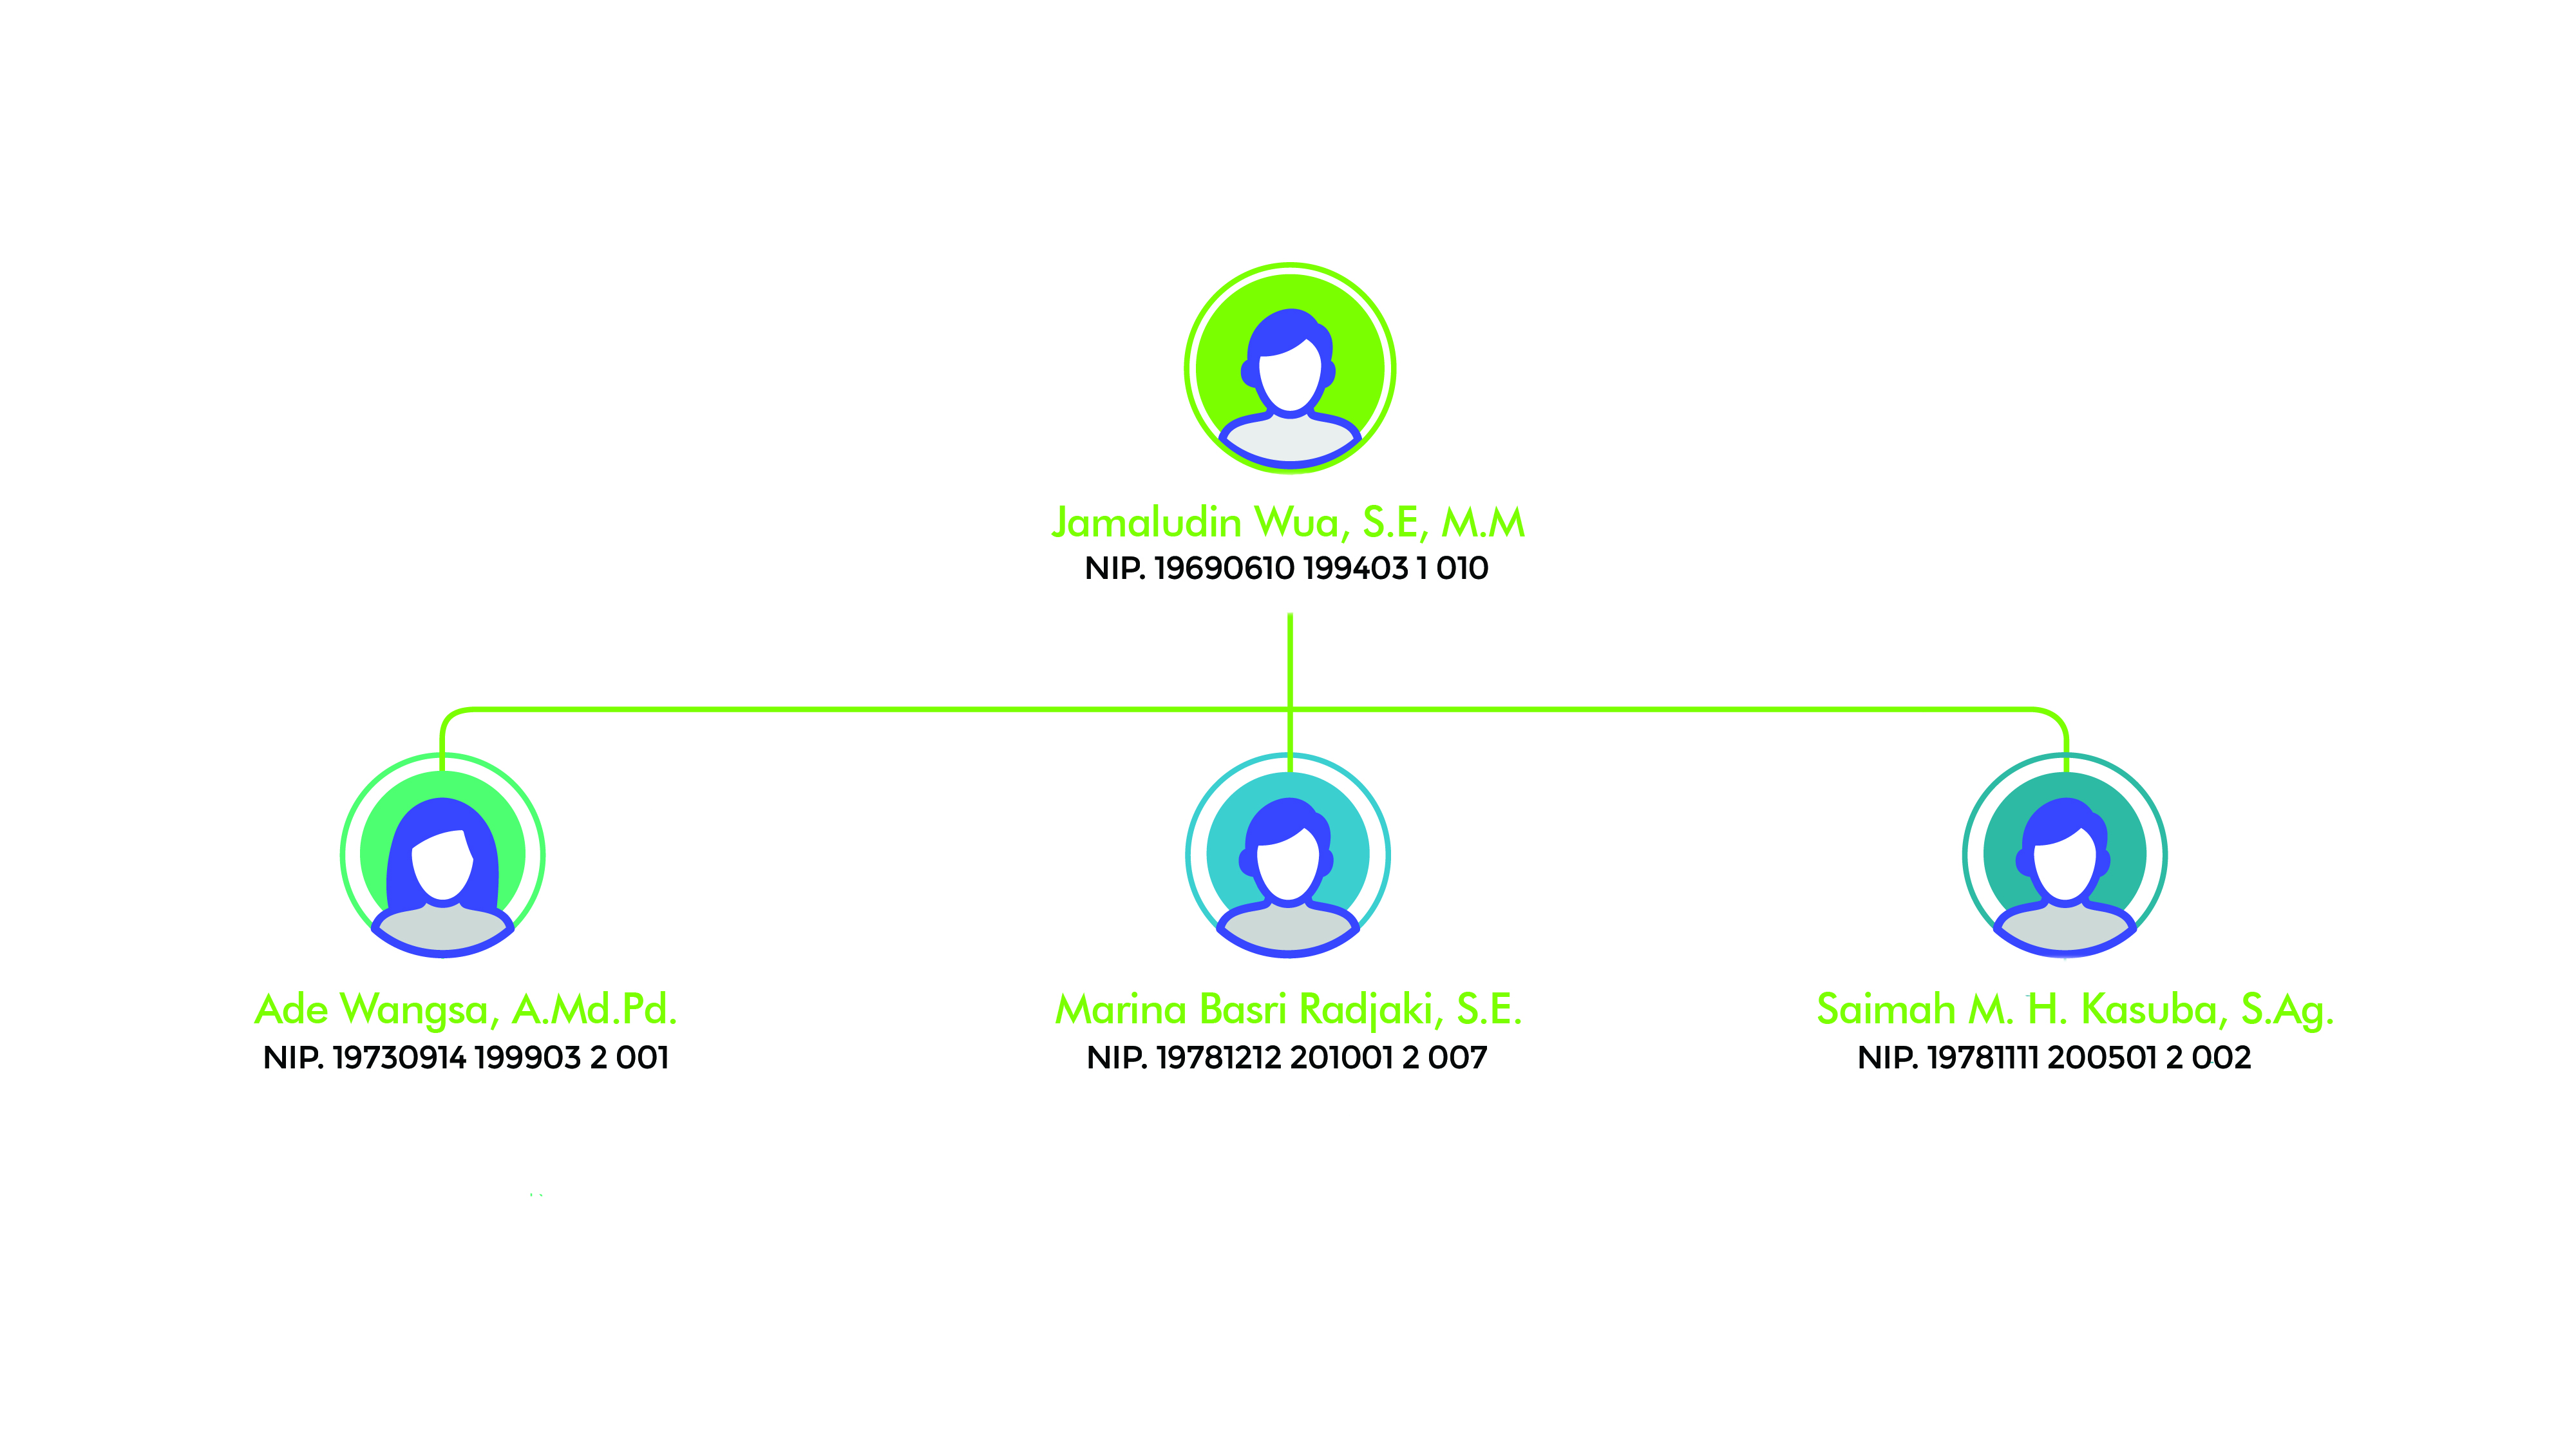 Jamaludin Wua, S.E, M.M
NIP. 19690610 199403 1 010
Ade Wangsa, A.Md.Pd.
NIP. 19730914 199903 2 001
Marina Basri Radjaki, S.E.
NIP. 19781212 201001 2 007
Saimah M. H. Kasuba, S.Ag.
NIP. 19781111 200501 2 002